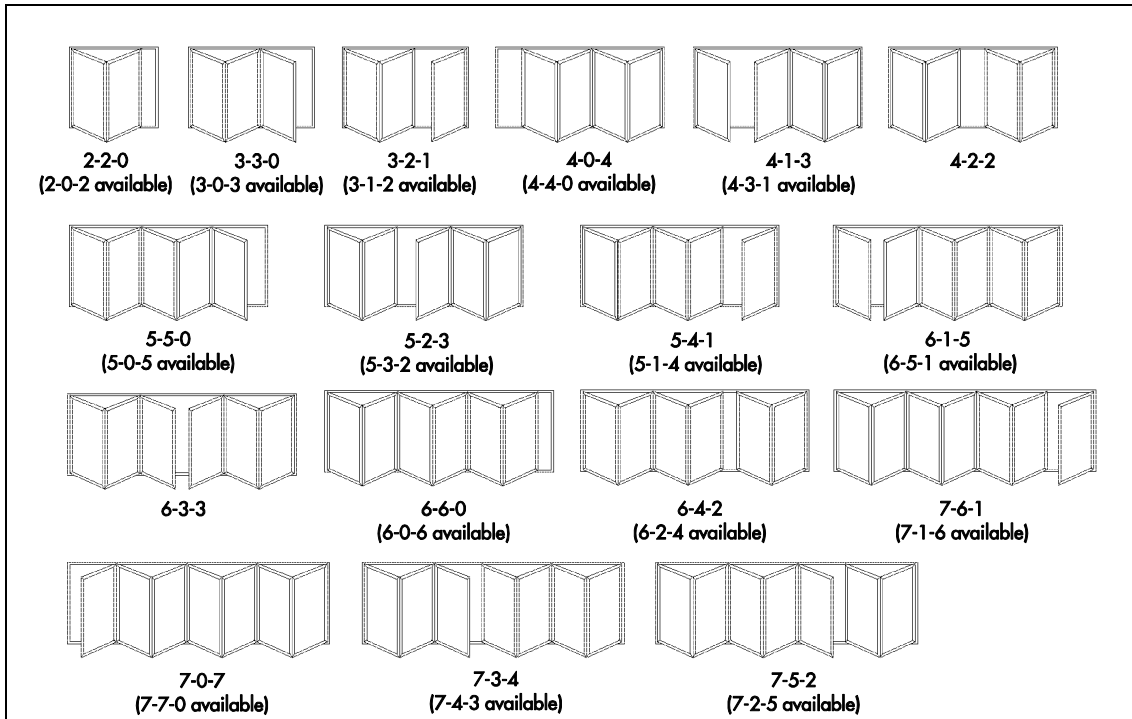 2-2-0
(2-0-2 available)
3-3-0
(3-0-3 available)
3-2-1
(3-1-2 available)
4-0-4
(4-4-0 available)
4-1-3
(4-3-1 available)
4-2-2
5-5-0
(5-0-5 available)
5-2-3
(5-3-2 available)
5-4-1
(5-1-4 available)
6-1-5
(6-5-1 available)
6-3-3
6-6-0
(6-0-6 available)
6-4-2
(6-2-4 available)
7-6-1
(7-1-6 available)
7-0-7
(7-7-0 available)
7-3-4
(7-4-3 available)
7-5-2
(7-2-5 available)